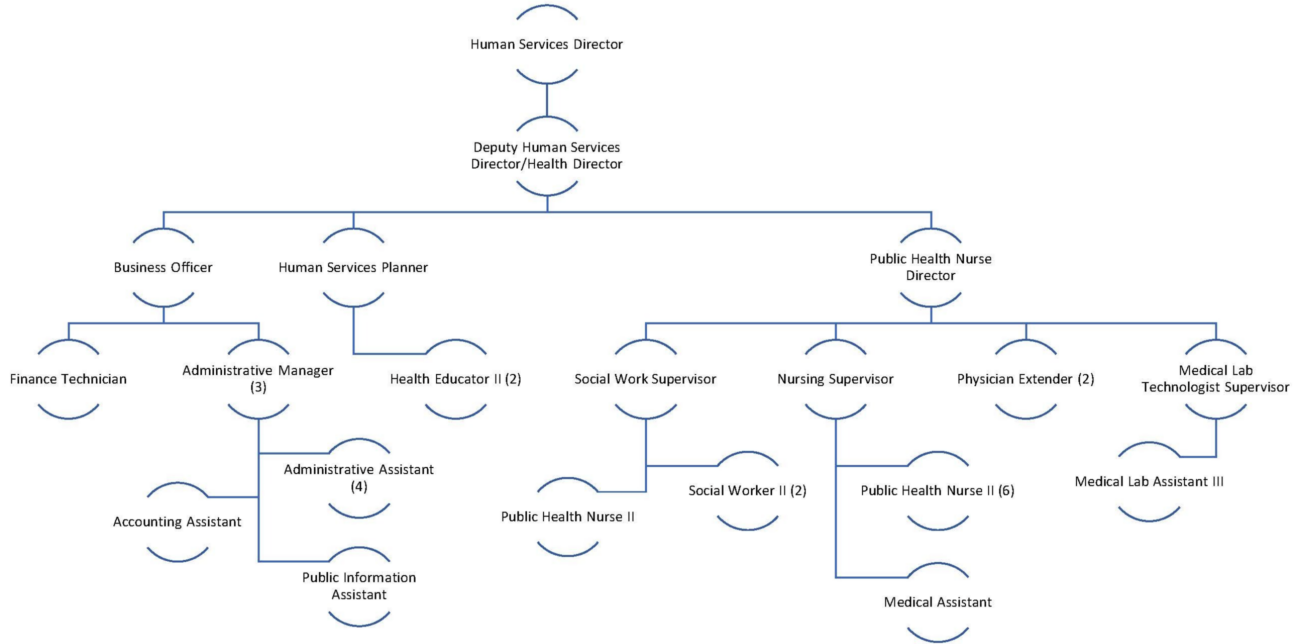 Human Services Director
Deputy Human Services
Director/Health Director
Business Officer
Human Services Planner
Public Health Nurse
Director
Finance Technician
Administrative Manager
(3)
Health Educator II (2)
Social Work Supervisor
Nursing Supervisor
Physician Extender (2)
Medical Lab
Technologist Supervisor
Administrative Assistant
(4)
Accounting Assistant
Public Information
Assistant
Public Health Nurse II
Social Worker II (2)
Public Health Nurse II (6)
Medical Assistant
Medical Lab Assistant III